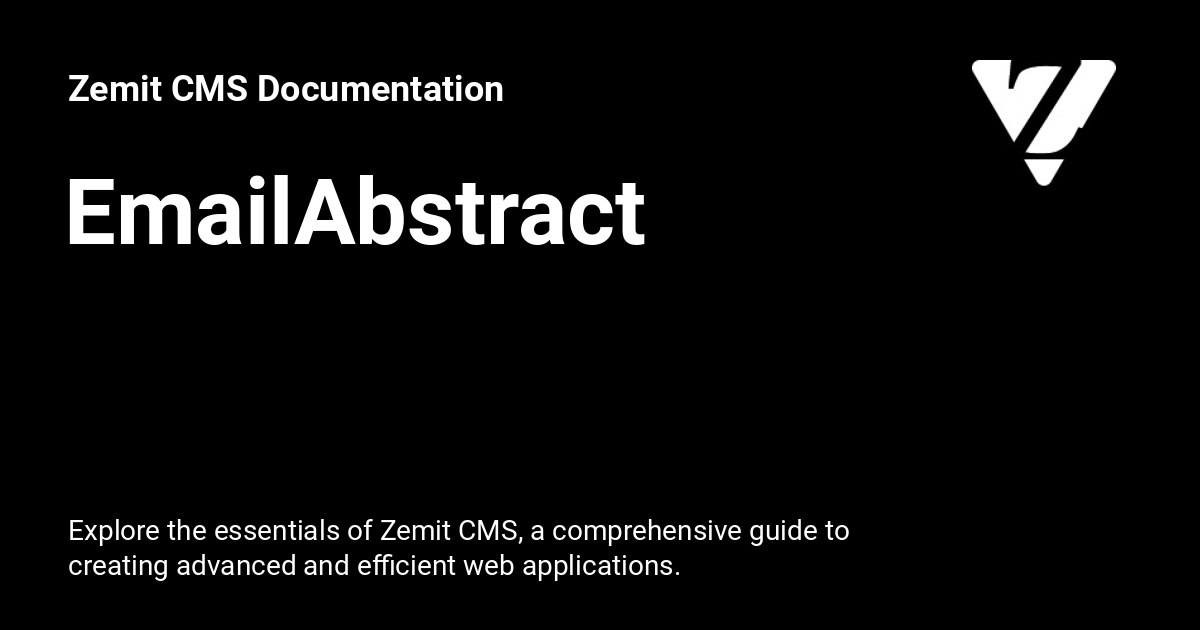 Zemit CMS Documentation
EmailAbstract
Explore the essentials of Zemit CMS, a comprehensive guide to
creating advanced and efficient web applications.